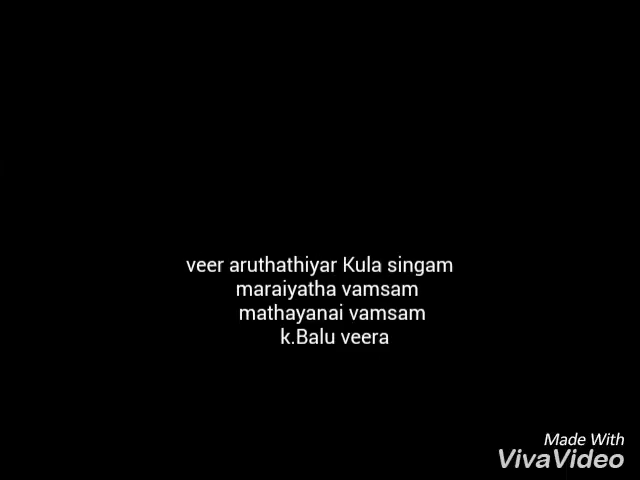 veer aruthathiyar Kula singam
maraiyatha vamsam
mathayanai vamsam
k.Balu veera
Made With
VivaVideo